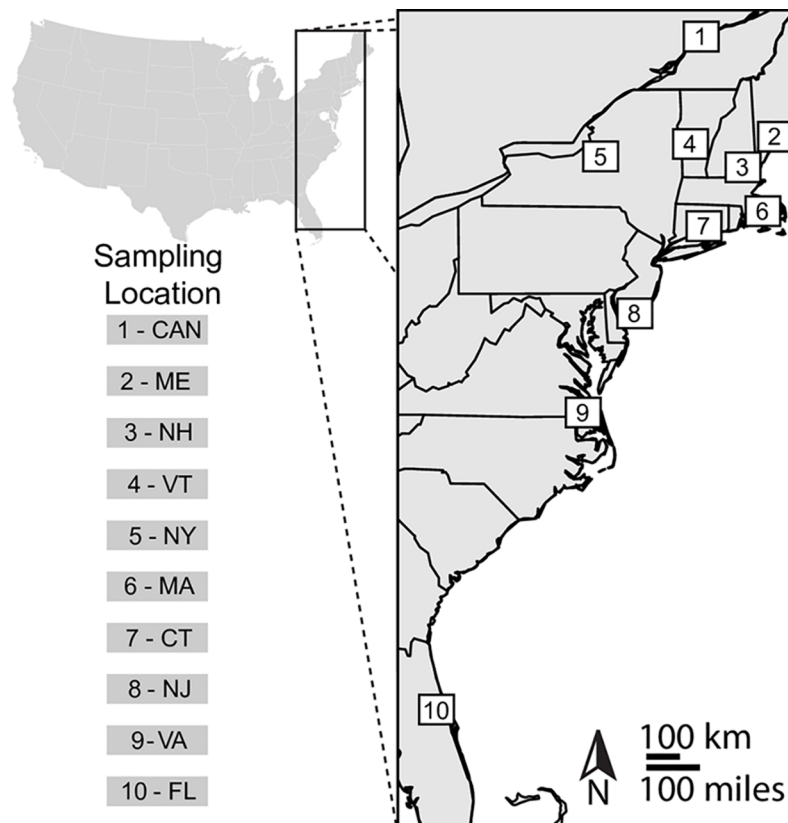 Sampling
Location
1 - CAN
2 - ME
3 - NH
4 - VT
5 - NY
6 - MA
7 - CT
8 - NJ
9-VA
10 - FL
1
2
4
5
3
6
7
8
9
10
N
100 km
100 miles